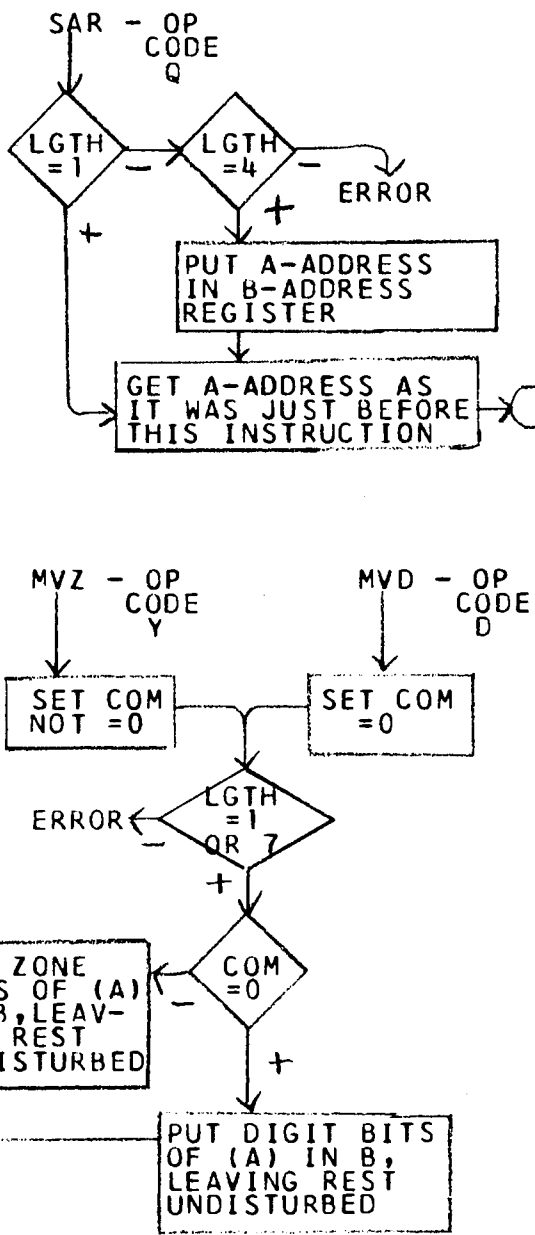 SAR - OP
CODE
Q
LGTH
=1
-
LGTH
=4
-
ERROR
+
+
PUT A-ADDRESS
IN B-ADDRESS
REGISTER
GET A-ADDRESS AS
IT WAS JUST BEFORE
THIS INSTRUCTION
MVZ - OP
CODE
Y
MVD - OP
CODE
D
SET COM
NOT =0
SET COM
=0
LGTH
=1
OR 7
ERROR
-
+
COM
=0
-
+
ZONE
S OF (A)
B,LEAV-
REST
ISTURBED
PUT DIGIT BITS
OF (A) IN B,
LEAVING REST
UNDISTURBED